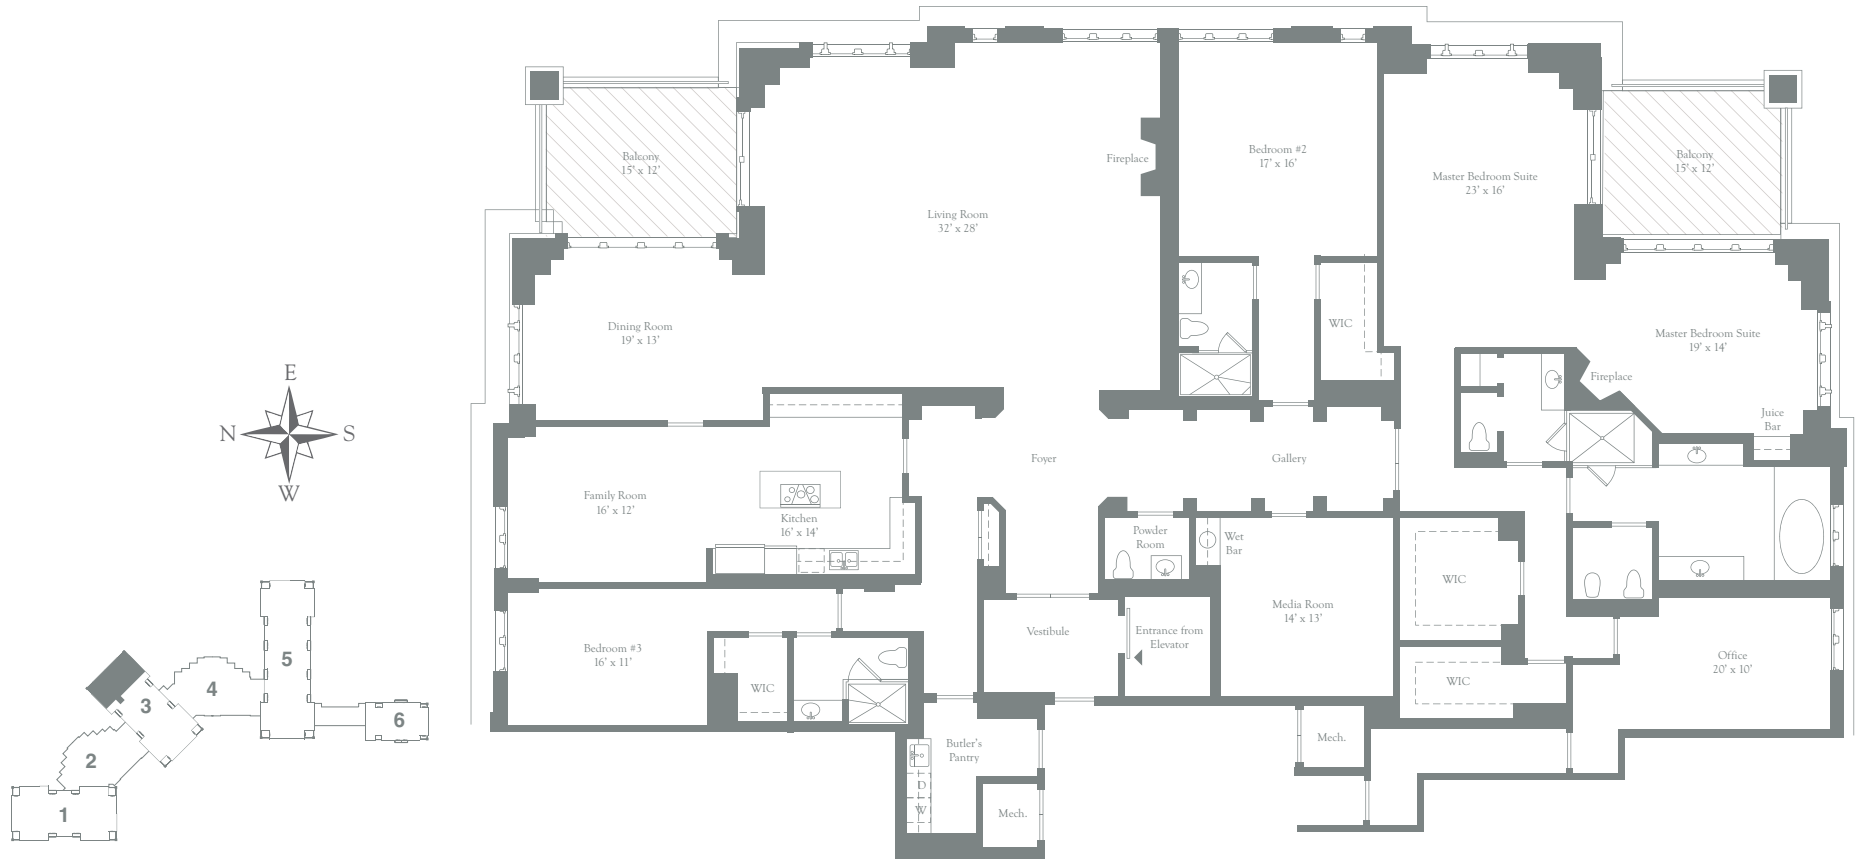 Balcony
15' x 12'
Living Room
32' x 28'
Fireplace
Bedroom #2
17' x 16'
Master Bedroom Suite
23' x 16'
Balcony
15' x 12'
Dining Room
19' x 13'
WIC
Master Bedroom Suite
19' x 14'
Fireplace
Juice
Bar
E
N
S
W
Family Room
16' x 12'
Kitchen
16' x 14'
Foyer
Gallery
Powder
Room
Wet
Bar
WIC
Media Room
14' x 13'
Vestibule
Entrance from
Elevator
Bedroom #3
16' x 11'
WIC
WIC
Office
20' x 10'
Butler's
Pantry
D
W
Mech.
Mech.
1
2
3
4
5
6